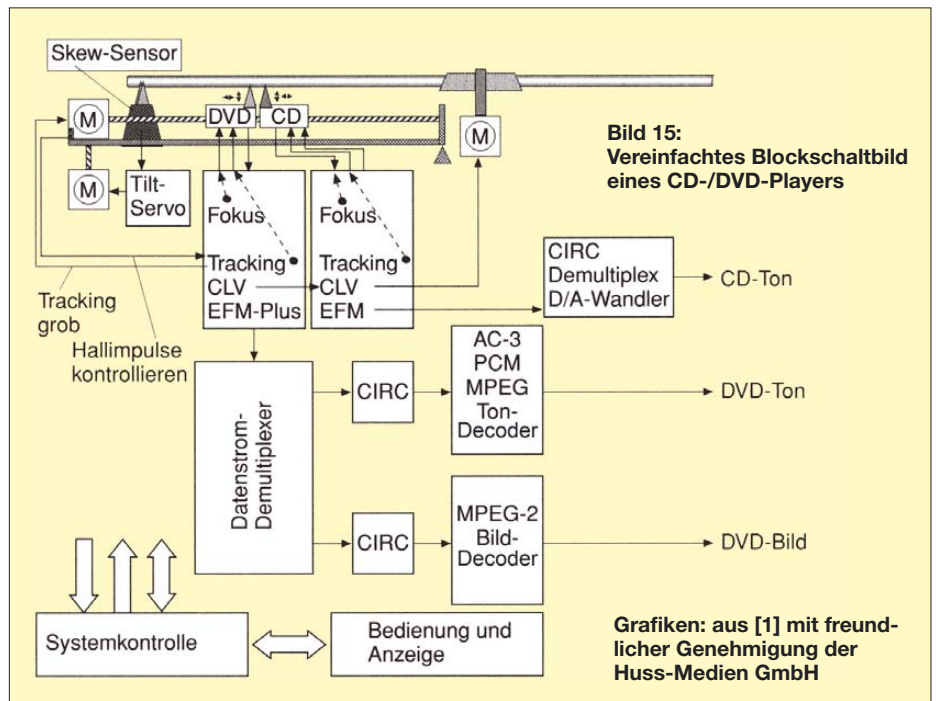 Skew-Sensor
M
DVD
CD
M
Bild 15:
Vereinfachtes Blockschaltbild
eines CD-/DVD-Players
M
Tilt-
Servo
Fokus
Tracking
CLV
EFM-Plus
Fokus
Tracking
CLV
EFM
CIRC
Demultiplex
D/A-Wandler
CD-Ton
Tracking
grob
Hallimpulse
kontrollieren
Datenstrom-
Demultiplexer
CIRC
AC-3
PCM
MPEG
Ton-
Decoder
DVD-Ton
CIRC
MPEG-2
Bild-
Decoder
DVD-Bild
Systemkontrolle
Bedienung und
Anzeige
Grafiken: aus [1] mit freund-
licher Genehmigung der
Huss-Medien GmbH